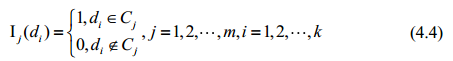 I_j(d_i) = { 1, d_i ∈ C_j ; 0, d_i ∉ C_j , j = 1, 2, ⋯, m, i = 1, 2, ⋯, k (4.4)